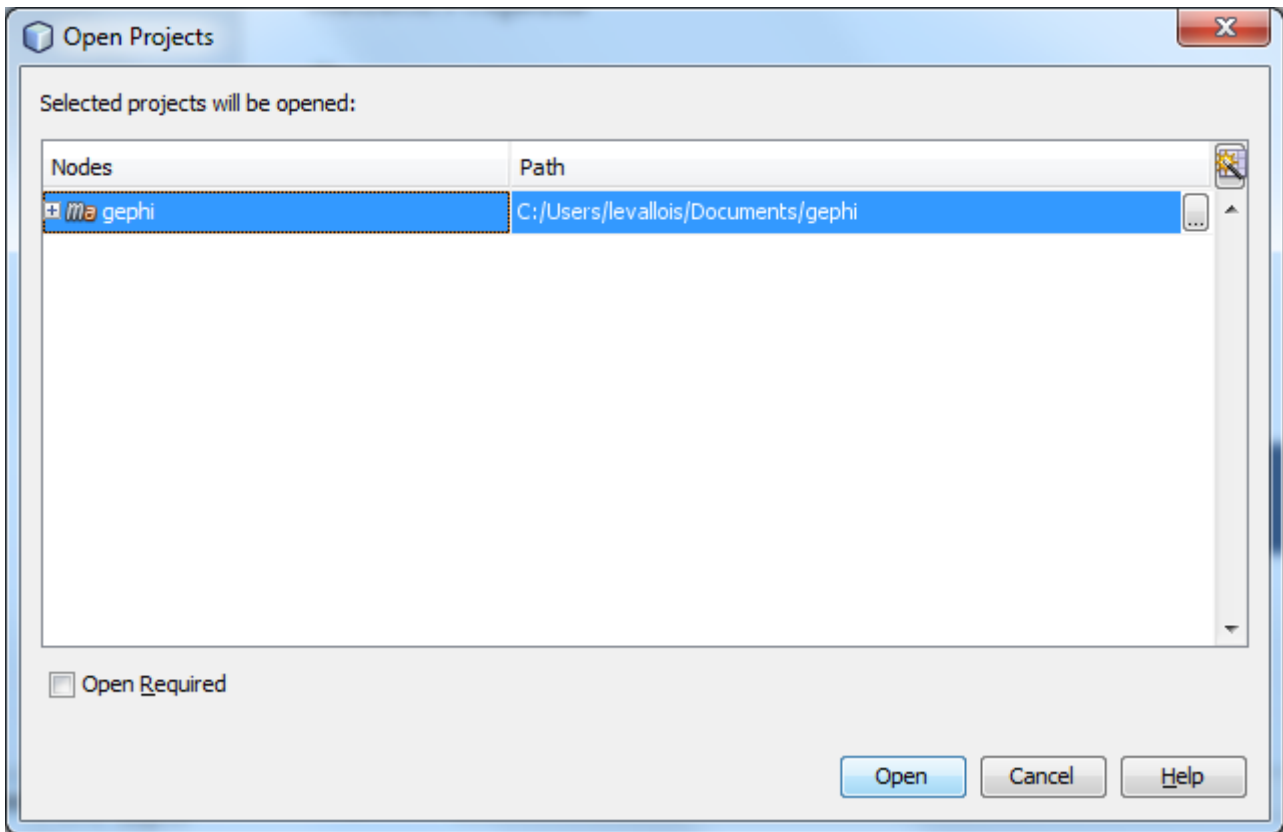 Open Projects
Selected projects will be opened:
Nodes Path
Ma gephi C:/Users/levallois/Documents/gephi ...
Open Required
Open Cancel Help